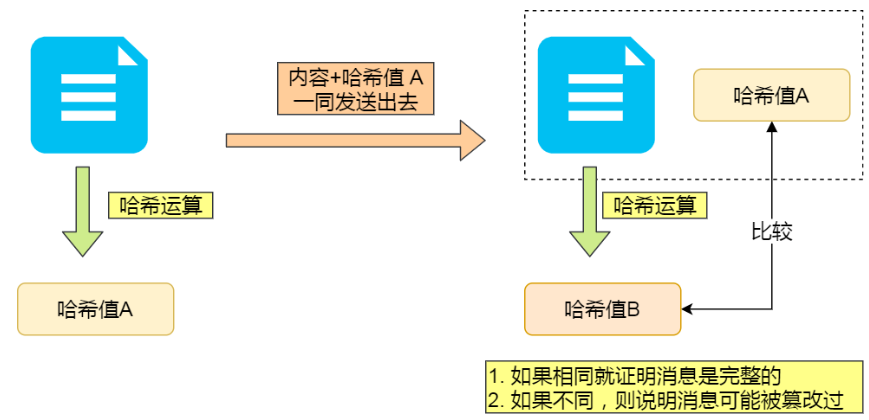 内容+哈希值 A
一同发送出去
哈希值A
哈希运算
哈希运算
比较
哈希值A
哈希值B
1. 如果相同就证明消息是完整的
2. 如果不同，则说明消息可能被篡改过